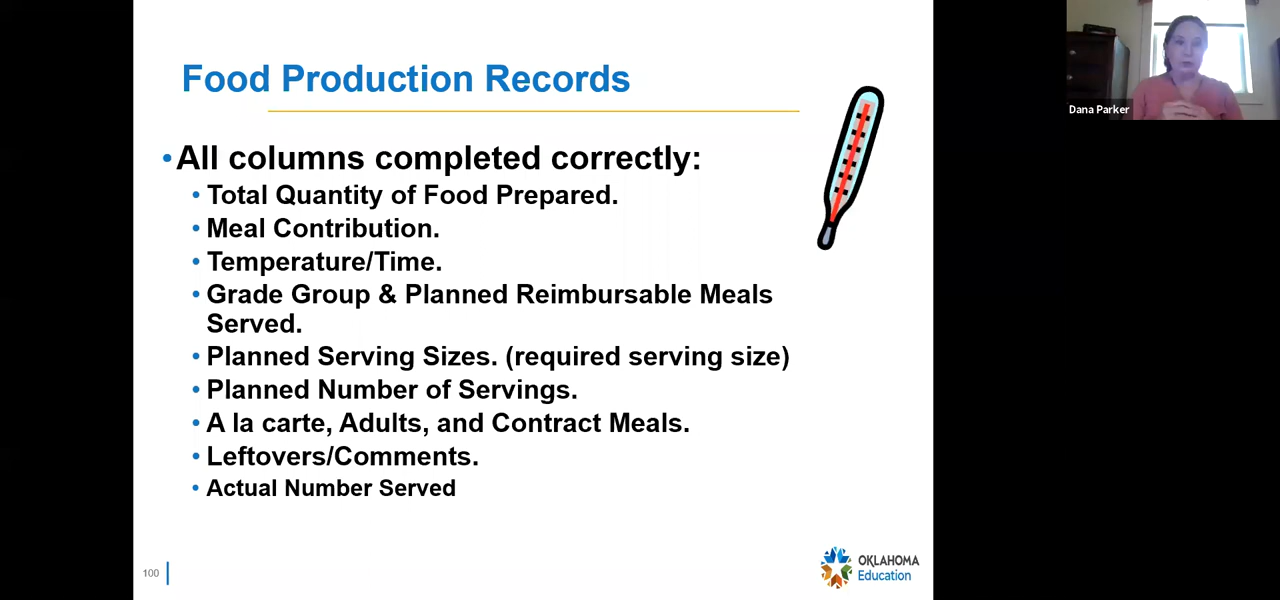 Food Production Records
Dana Parker
• All columns completed correctly:
• Total Quantity of Food Prepared.
• Meal Contribution.
• Temperature/Time.
• Grade Group & Planned Reimbursable Meals
Served.
• Planned Serving Sizes. (required serving size)
• Planned Number of Servings.
• A la carte, Adults, and Contract Meals.
• Leftovers/Comments.
• Actual Number Served
100
OKLAHOMA
Education